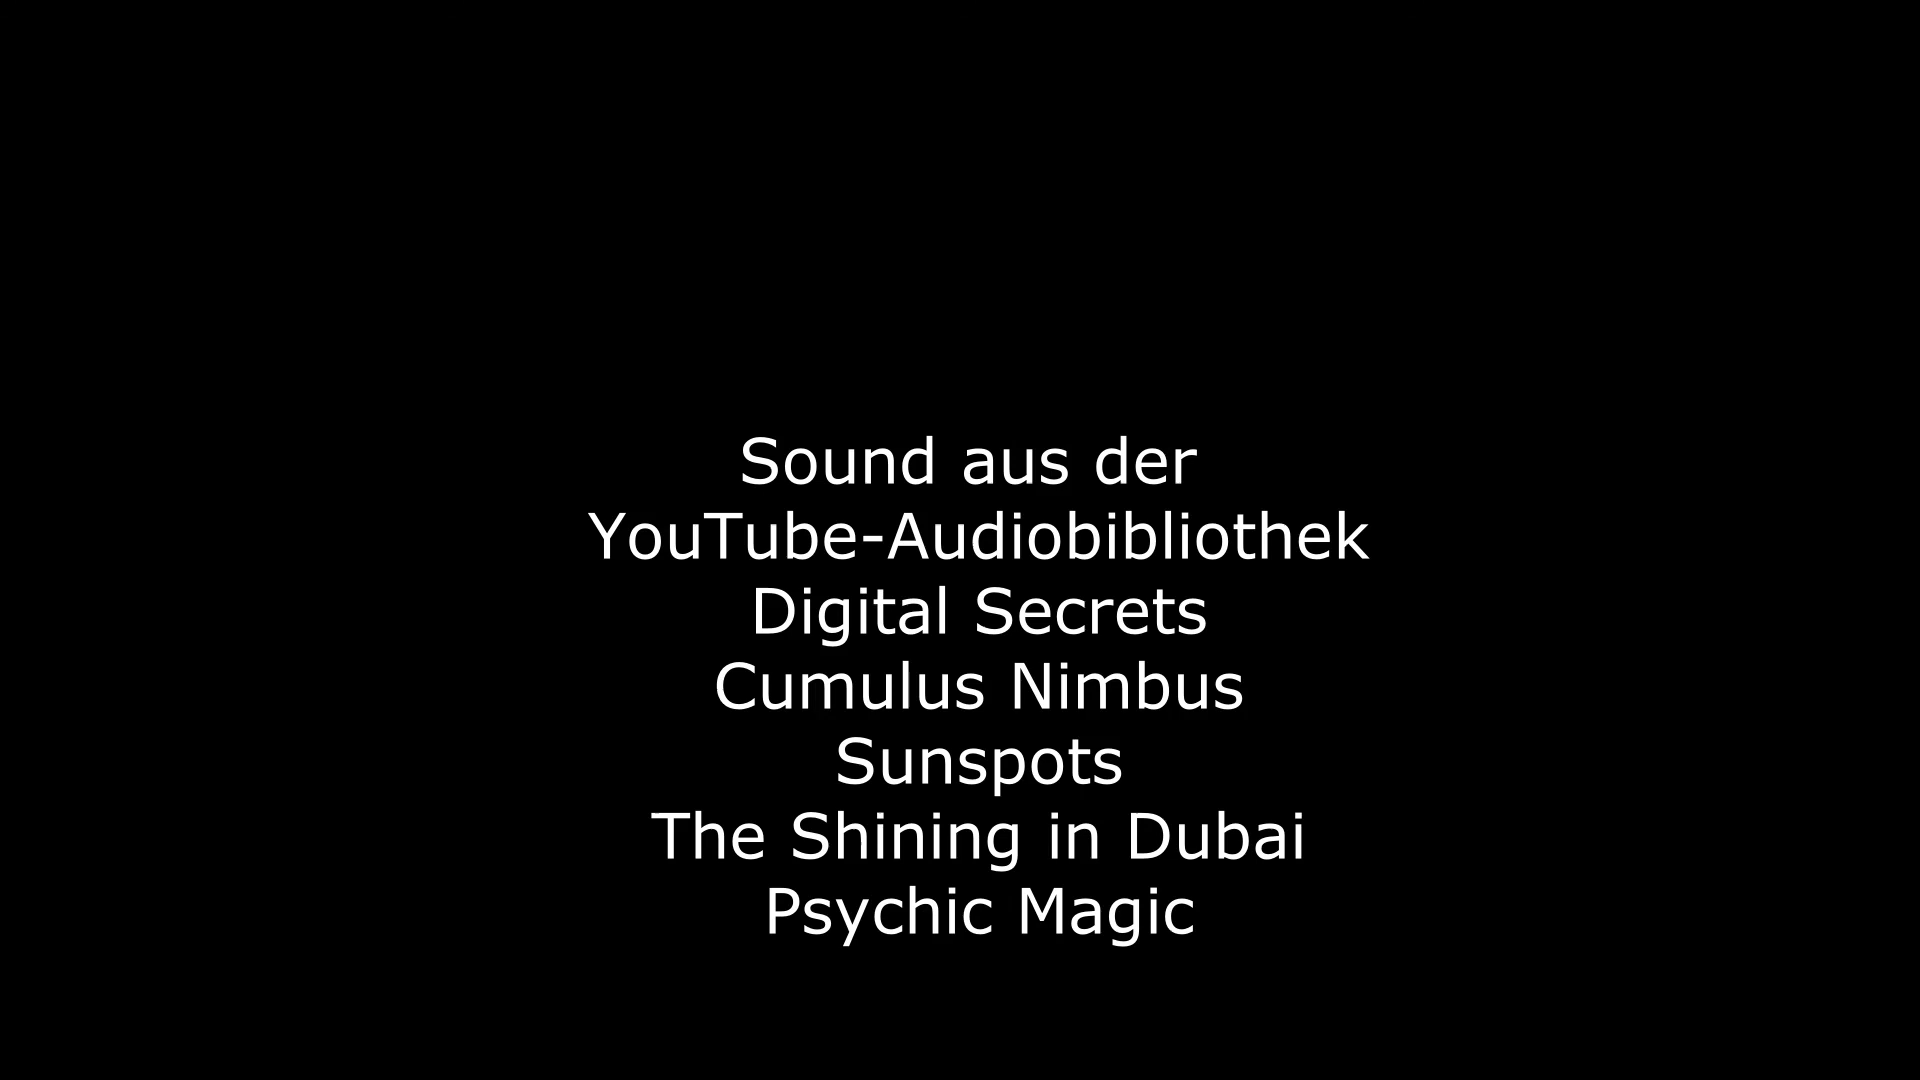 Sound aus der
YouTube-Audiobibliothek
Digital Secrets
Cumulus Nimbus
Sunspots
The Shining in Dubai
Psychic Magic